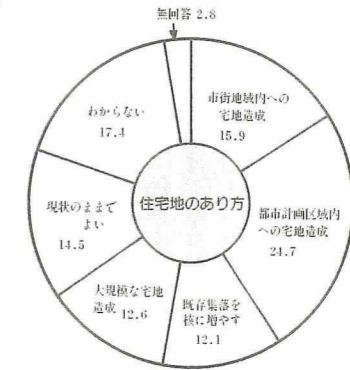 無回答 2.8
市街地域内への
宅地造成
15.9
都市計画区域内
への宅地造成
24.7
既存集落を
核に増やす
12.1
大規模な宅地
造成 12.6
現状のままで
よい
14.5
わからない
17.4
住宅地のあり方